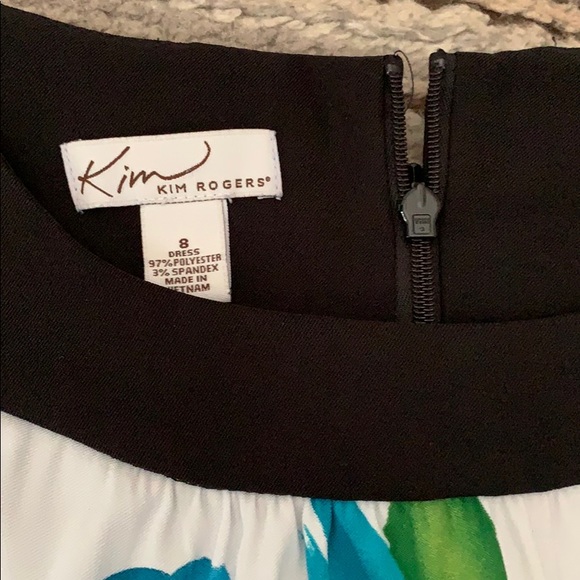 Kim
KIM ROGERS®
8
DRESS
97% POLYESTER
3% SPANDEX
MADE IN
VIETNAM